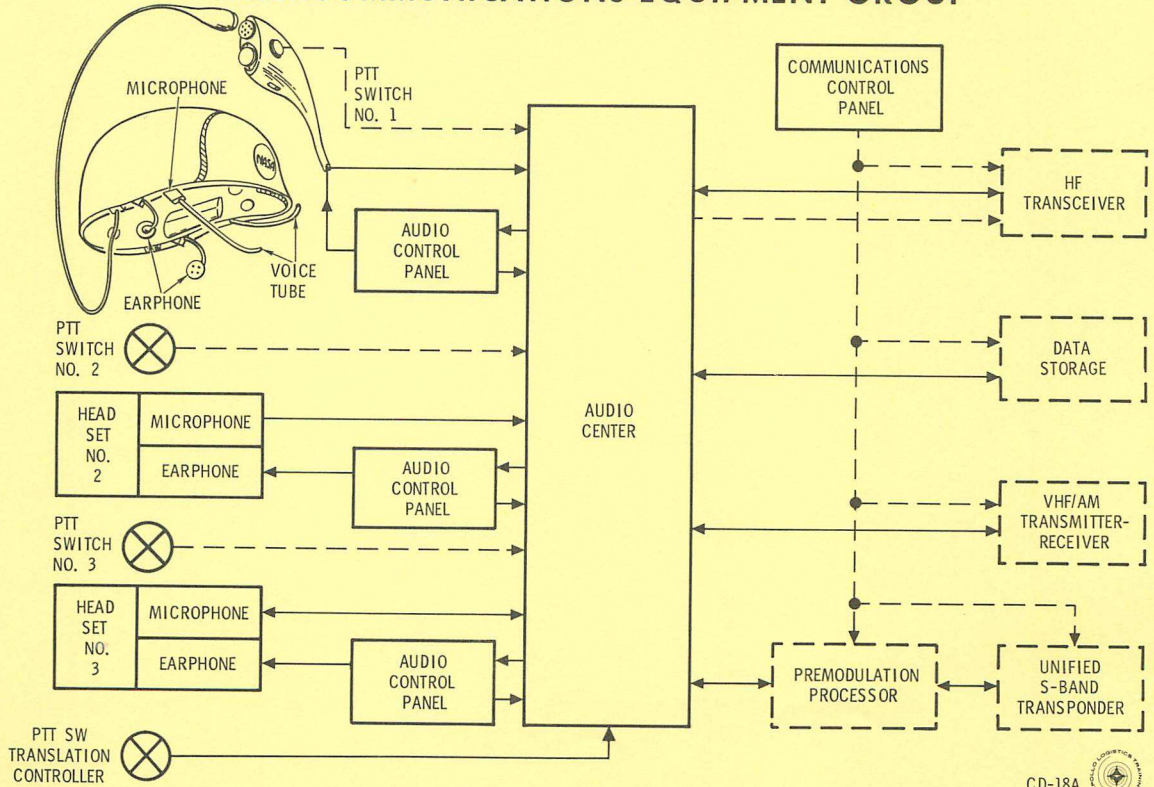 EQUIPMENT GROUP
PTT
SWITCH
NO. 1
MICROPHONE
NASA
VOICE
TUBE
EARPHONE
AUDIO
CONTROL
PANEL
COMMUNICATIONS
CONTROL
PANEL
HF
TRANSCEIVER
PTT
SWITCH
NO. 2
HEAD
SET
NO.
2
MICROPHONE
EARPHONE
AUDIO
CONTROL
PANEL
AUDIO
CENTER
DATA
STORAGE
PTT
SWITCH
NO. 3
VHF/AM
TRANSMITTER-
RECEIVER
HEAD
SET
NO.
3
MICROPHONE
EARPHONE
AUDIO
CONTROL
PANEL
PREMODULATION
PROCESSOR
UNIFIED
S-BAND
TRANSPONDER
PTT SW
TRANSLATION
CONTROLLER
CD-18A
LOGISTICS